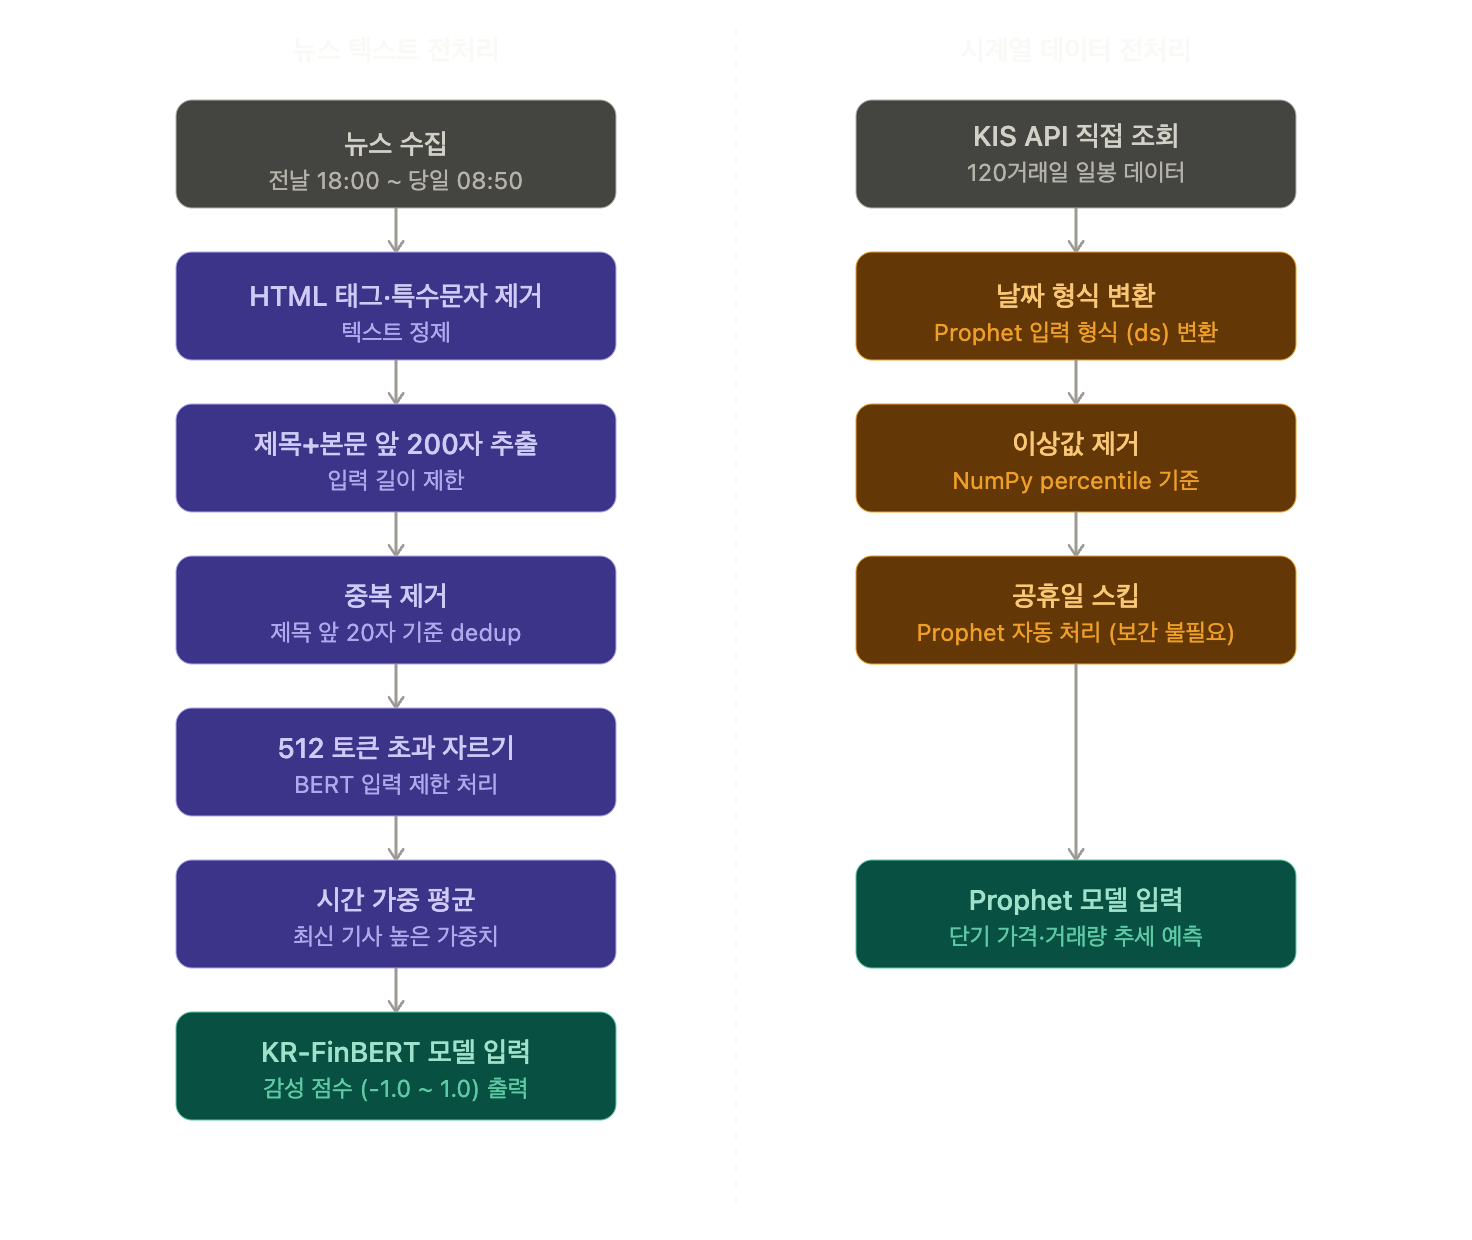 뉴스 텍스트 전처리
뉴스 수집
전날 18:00 ~ 당일 08:50
HTML 태그·특수문자 제거
텍스트 정제
제목+본문 앞 200자 추출
입력 길이 제한
중복 제거
제목 앞 20자 기준 dedup
512 토큰 초과 자르기
BERT 입력 제한 처리
시간 가중 평균
최신 기사 높은 가중치
KR-FinBERT 모델 입력
감성 점수 (-1.0 ~ 1.0) 출력
시계열 데이터 전처리
KIS API 직접 조회
120거래일 일봉 데이터
날짜 형식 변환
Prophet 입력 형식 (ds) 변환
이상값 제거
NumPy percentile 기준
공휴일 스킵
Prophet 자동 처리 (보간 불필요)
Prophet 모델 입력
단기 가격·거래량 추세 예측